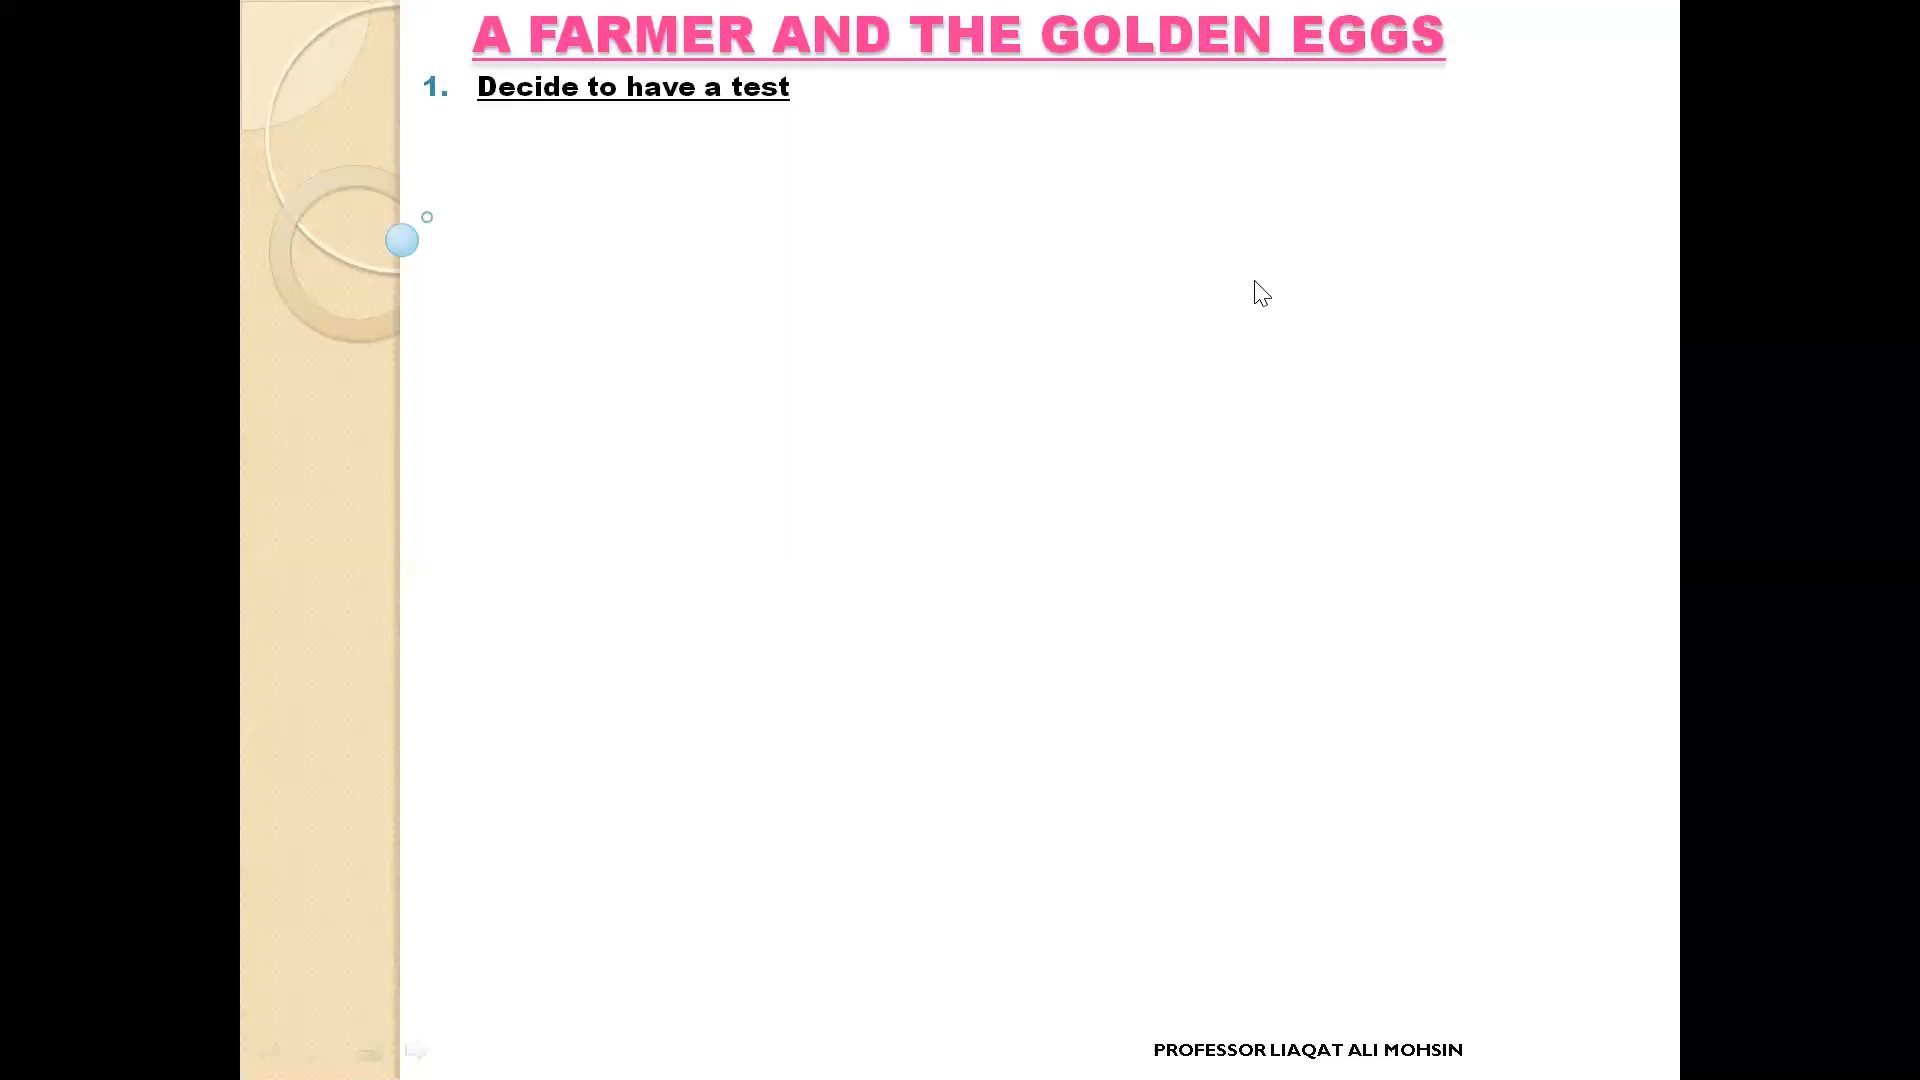 A FARMER AND THE GOLDEN EGGS
1. Decide to have a test
PROFESSOR LIAQAT ALI MOHSIN